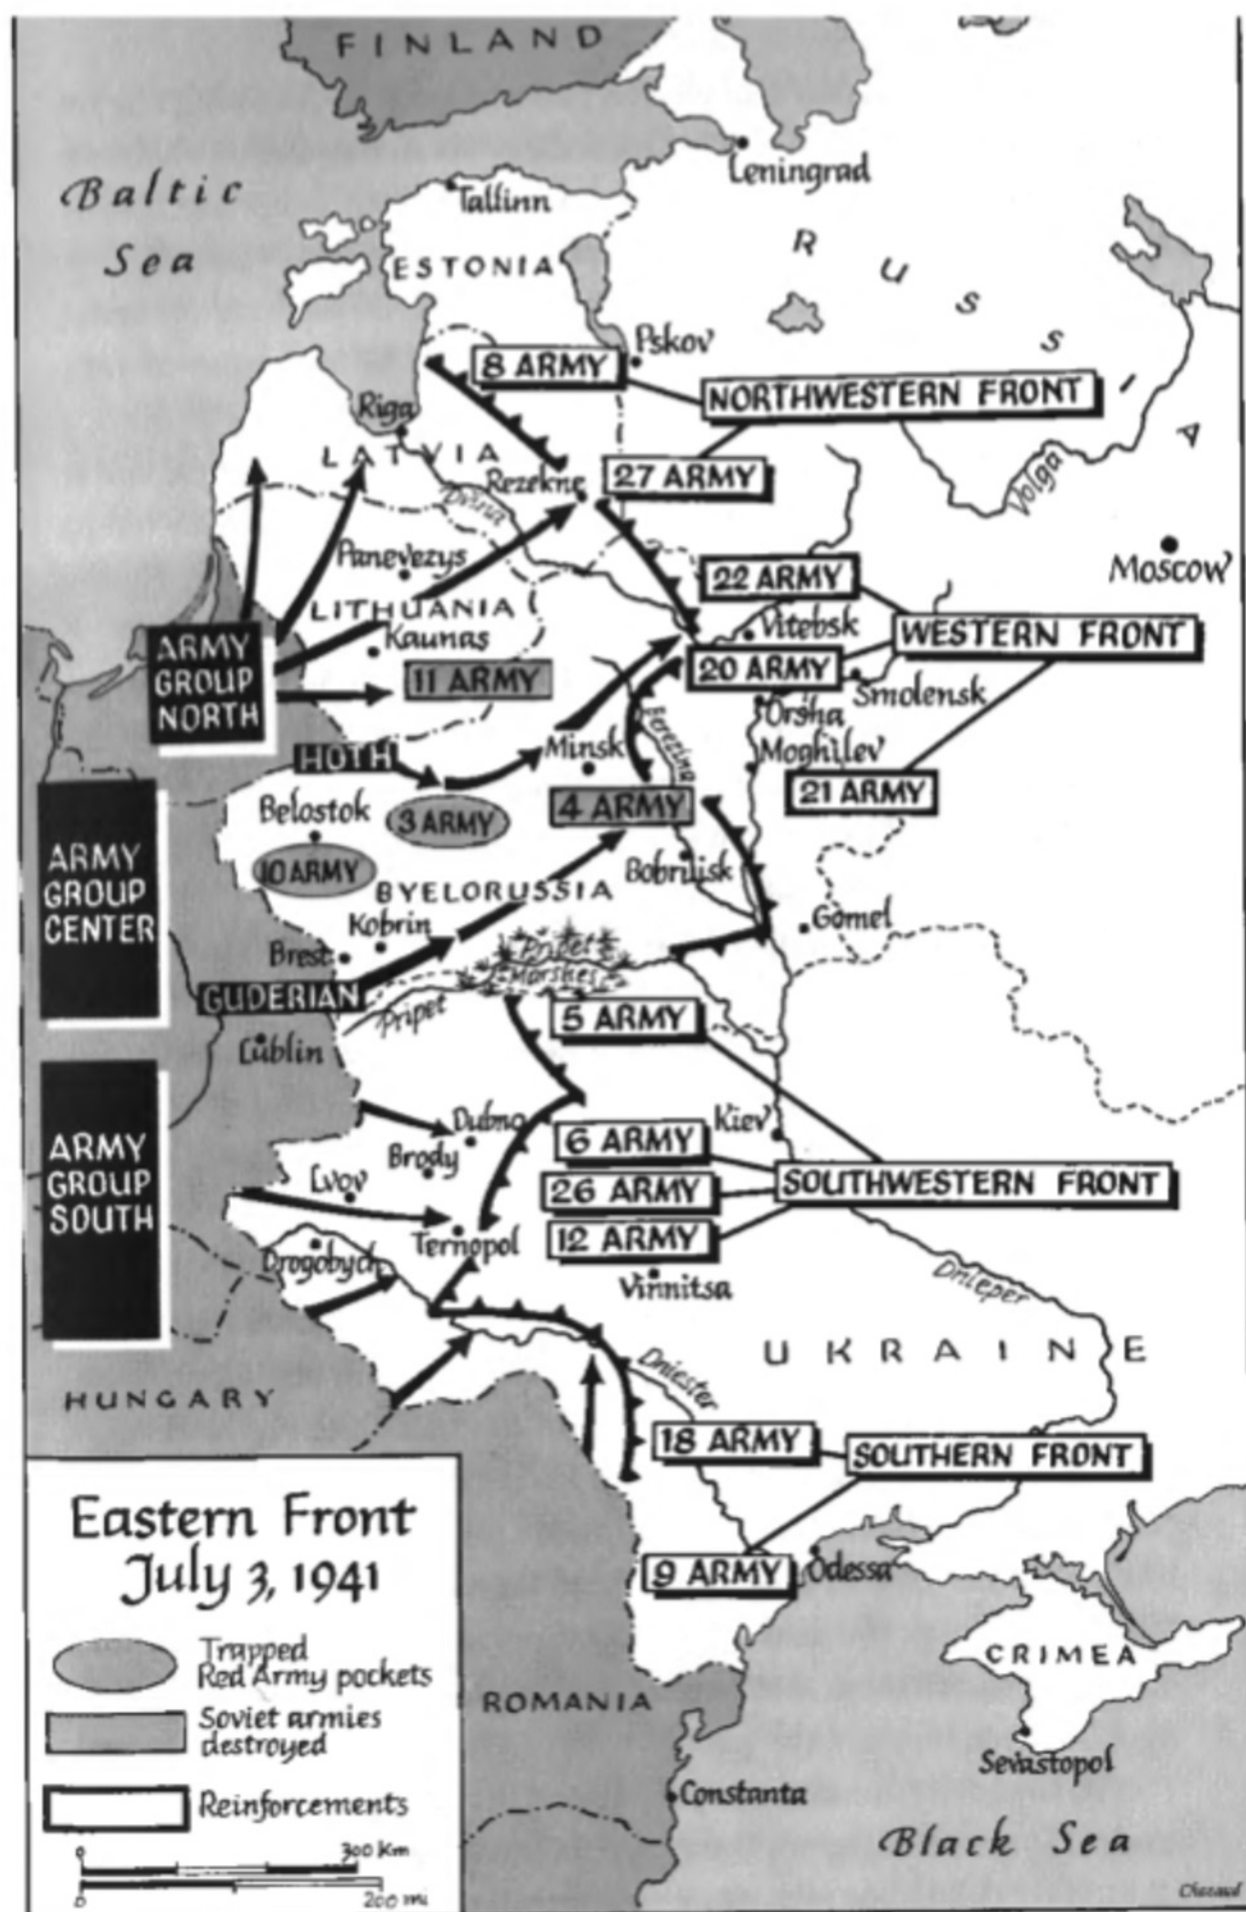 FINLAND
Baltic
Sea
Leningrad
Tallinn
ESTONIA
RUSSIA
Pskov
8 ARMY
NORTHWESTERN FRONT
Riga
LATVIA
Rezekne
27 ARMY
Dvina
Volga
Panevezys
22 ARMY
Moscow
LITHUANIA
Kaunas
Vitebsk
WESTERN FRONT
ARMY
GROUP
NORTH
11 ARMY
20 ARMY
Smolensk
Orsha
HOTH
Minsk
Berezina
Moghilev
21 ARMY
Belostok
3 ARMY
4 ARMY
ARMY
GROUP
CENTER
10 ARMY
BYELORUSSIA
Bobriusk
Kobrin
Gomel
Brest
Pripet
Marshes
GUDERIAN
Pripet
5 ARMY
Lublin
Dubno
Kiev
ARMY
GROUP
SOUTH
Brody
6 ARMY
Lvov
26 ARMY
SOUTHWESTERN FRONT
Ternopol
12 ARMY
Drogobych
Vinnitsa
Dnieper
UKRAINE
HUNGARY
Dniester
18 ARMY
SOUTHERN FRONT
9 ARMY
Odessa
CRIMEA
ROMANIA
Sevastopol
Constanta
Black Sea
Eastern Front
July 3, 1941
Trapped
Red Army pockets
Soviet armies
destroyed
Reinforcements
0 300 Km
0 200 mi